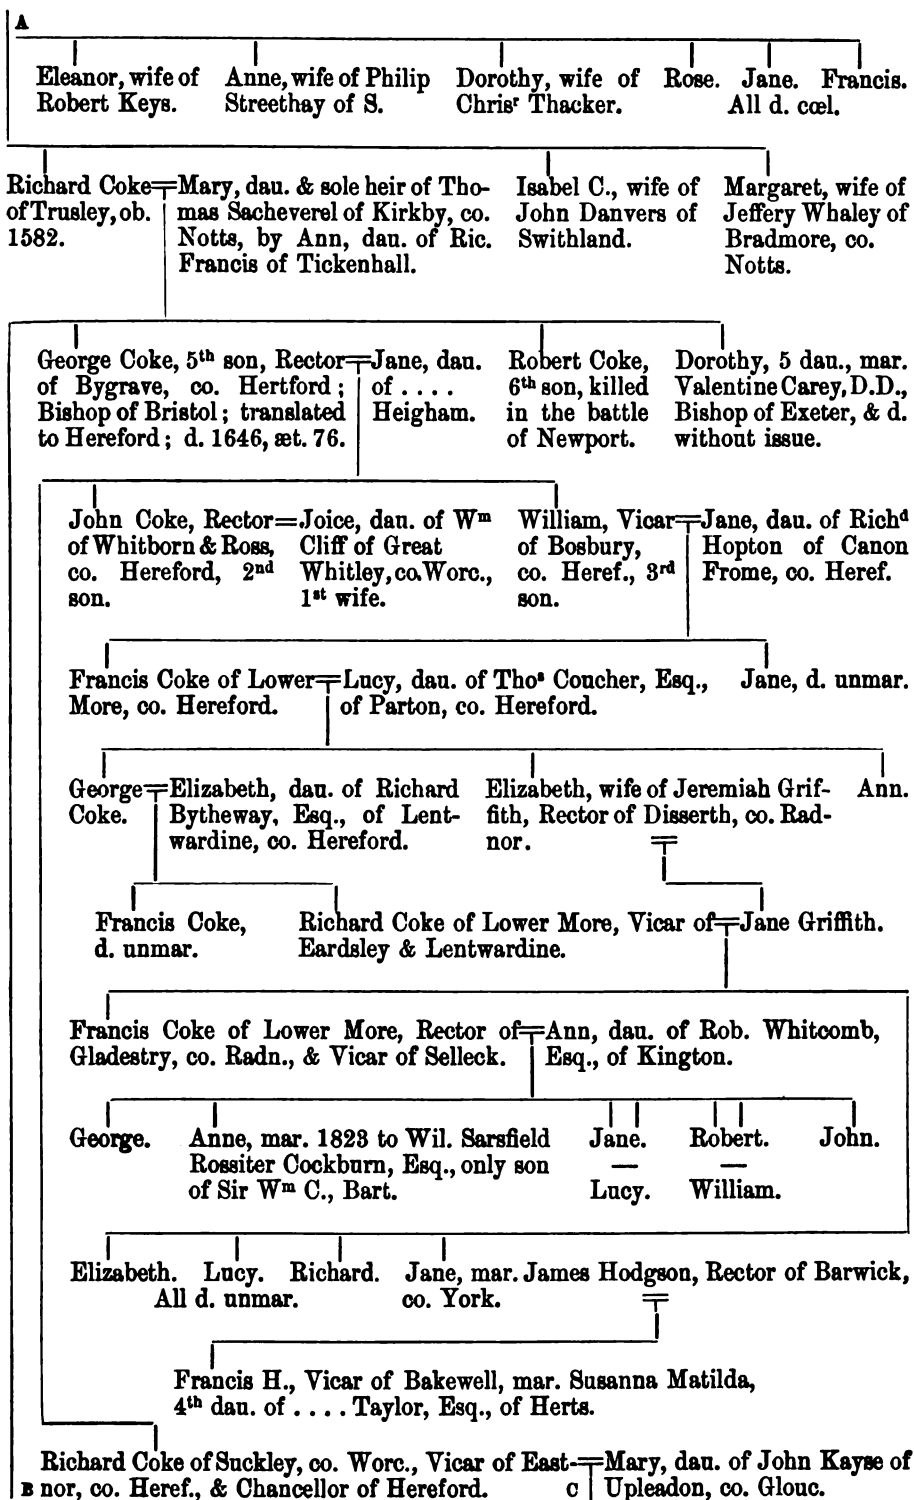 A
Eleanor, wife of Robert Keys.
Anne, wife of Philip Streethay of S.
Dorothy, wife of Chrisr Thacker.
Rose. Jane. Francis.
All d. cœl.
Richard Coke
of Trusley, ob.
1582.
Mary, dau. & sole heir of Tho-
mas Sacheverel of Kirkby, co.
Notts, by Ann, dau. of Ric.
Francis of Tickenhall.
Isabel C., wife of
John Danvers of
Swithland.
Margaret, wife of
Jeffery Whaley of
Bradmore, co.
Notts.
George Coke, 5th son, Rector
of Bygrave, co. Hertford;
Bishop of Bristol; translated
to Hereford; d. 1646, æt. 76.
Jane, dau.
of ....
Heigham.
Robert Coke,
6th son, killed
in the battle
of Newport.
Dorothy, 5 dau., mar.
Valentine Carey, D.D.,
Bishop of Exeter, & d.
without issue.
John Coke, Rector
of Whitborn & Ross,
co. Hereford, 2nd
son.
Joice, dau. of Wm
Cliff of Great
Whitley, co. Worc.,
1st wife.
William, Vicar
of Bosbury,
co. Heref., 3rd
son.
Jane, dau. of Richd
Hopton of Canon
Frome, co. Heref.
Francis Coke of Lower
More, co. Hereford.
Lucy, dau. of Thos Coucher, Esq.,
of Parton, co. Hereford.
Jane, d. unmar.
George
Coke.
Elizabeth, dau. of Richard
Bytheway, Esq., of Lent-
wardine, co. Hereford.
Elizabeth, wife of Jeremiah Grif-
fith, Rector of Disserth, co. Rad-
nor.
Ann.
Francis Coke,
d. unmar.
Richard Coke of Lower More, Vicar of
Eardsley & Lentwardine.
Jane Griffith.
Francis Coke of Lower More, Rector of
Gladestry, co. Radn., & Vicar of Selleck.
Ann, dau. of Rob. Whitcomb,
Esq., of Kington.
George.
Anne, mar. 1823 to Wil. Sarsfield
Rossiter Cockburn, Esq., only son
of Sir Wm C., Bart.
Jane.
—
Lucy.
Robert.
—
William.
John.
Elizabeth. Lucy. Richard.
All d. unmar.
Jane, mar. James Hodgson, Rector of Barwick,
co. York.
Francis H., Vicar of Bakewell, mar. Susanna Matilda,
4th dau. of .... Taylor, Esq., of Herts.
Richard Coke of Suckley, co. Worc., Vicar of East-
B nor, co. Heref., & Chancellor of Hereford.
C
Mary, dau. of John Kayse of
Upleadon, co. Glouc.